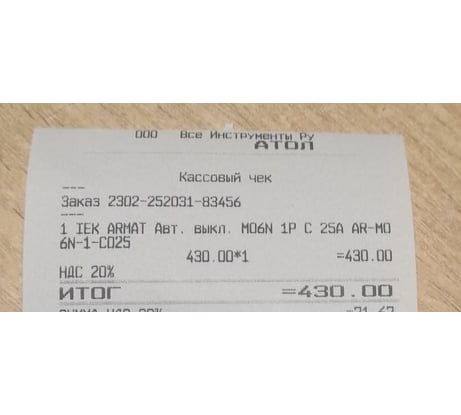 ООО Все Инструменты Ру
АТОЛ
Кассовый чек
---
Заказ 2302-252031-83456
---
1 IEK ARMAT Авт. выкл. M06N 1P C 25A AR-M0
6N-1-C025
430.00*1 =430.00
НДС 20%
ИТОГ =430.00